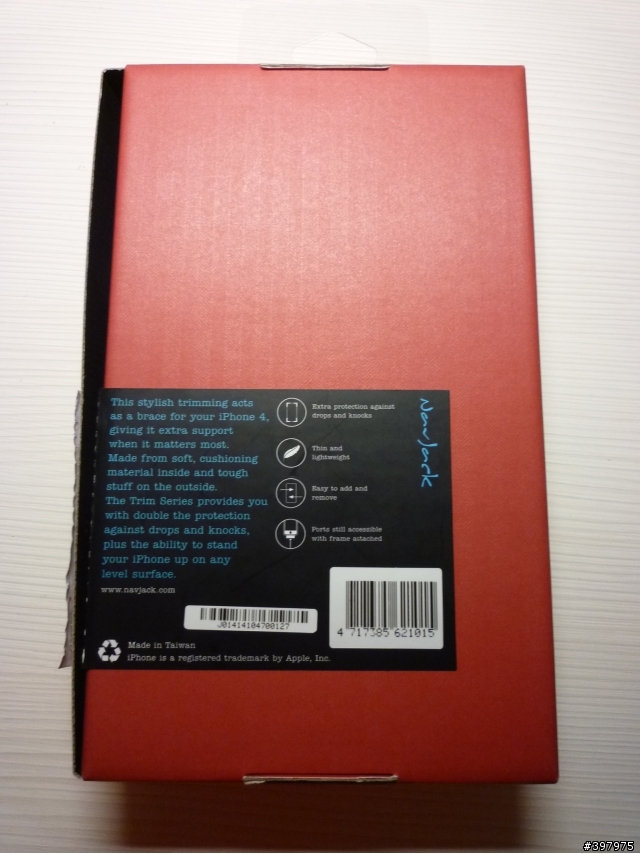 This stylish trimming acts
as a brace for your iPhone 4,
giving it extra support
when it matters most.
Made from soft, cushioning
material inside and tough
stuff on the outside.
The Trim Series provides you
with double the protection
against drops and knocks,
plus the ability to stand
your iPhone up on any
level surface.
www.navjack.com
Extra protection against
drops and knocks
Thin and
lightweight
Easy to add and
remove
Ports still accessible
with frame attached
NavJack
J01414104700127
4 717385 621015
Made in Taiwan
iPhone is a registered trademark by Apple, Inc.
#397975